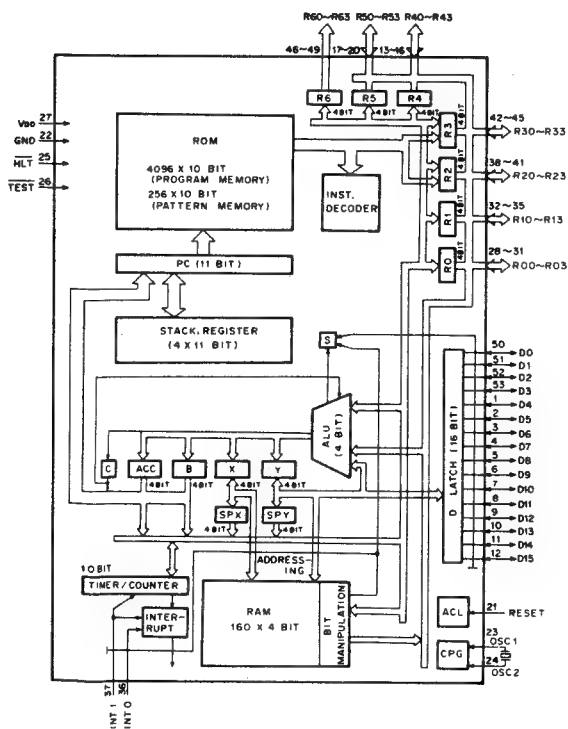 R60~R63 R50~R53 R40~R43
46~49 17~20 13~16
R6 R5 R4
4BIT 4BIT 4BIT
VDD 27
GND 22
HLT 25
TEST 26
ROM
4096 X 10 BIT
(PROGRAM MEMORY)
256 X 10 BIT
(PATTERN MEMORY)
INST.
DECODER
R3 4BIT 42~45 R30~R33
R2 4BIT 38~41 R20~R23
R1 4BIT 32~35 R10~R13
R0 4BIT 28~31 R00~R03
PC (11 BIT)
STACK. REGISTER
(4 X 11 BIT)
S
ALU
(4 BIT)
D LATCH (16 BIT)
50 D0
51 D1
52 D2
53 D3
1 D4
2 D5
3 D6
4 D7
5 D8
6 D9
7 D10
8 D11
9 D12
10 D13
11 D14
12 D15
C ACC B X Y
4BIT 4BIT 4BIT 4BIT
SPX SPY
4BIT 4BIT
10BIT
TIMER/COUNTER
INTER-
RUPT
ADDRESS-
ING
RAM
160 X 4 BIT
BIT
MANIPULATION
ACL 21 RESET
CPG 23 OSC1
24 OSC2
37 36
INT1 INT0